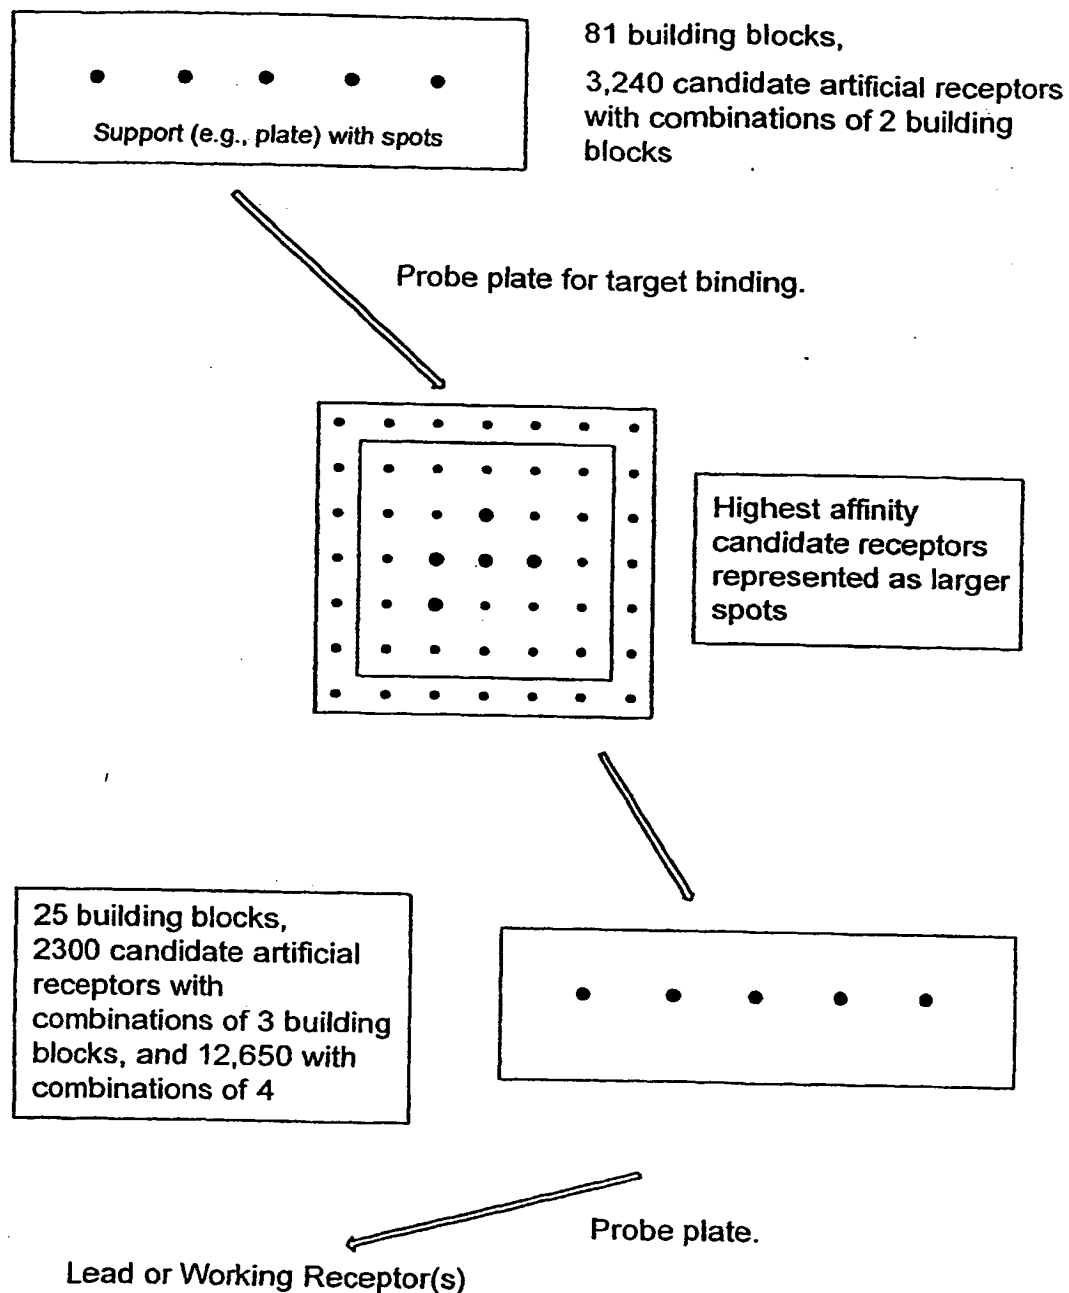 81 building blocks,
3,240 candidate artificial receptors
with combinations of 2 building
blocks
Support (e.g., plate) with spots
Probe plate for target binding.
Highest affinity
candidate receptors
represented as larger
spots
25 building blocks,
2300 candidate artificial
receptors with
combinations of 3 building
blocks, and 12,650 with
combinations of 4
Probe plate.
Lead or Working Receptor(s)